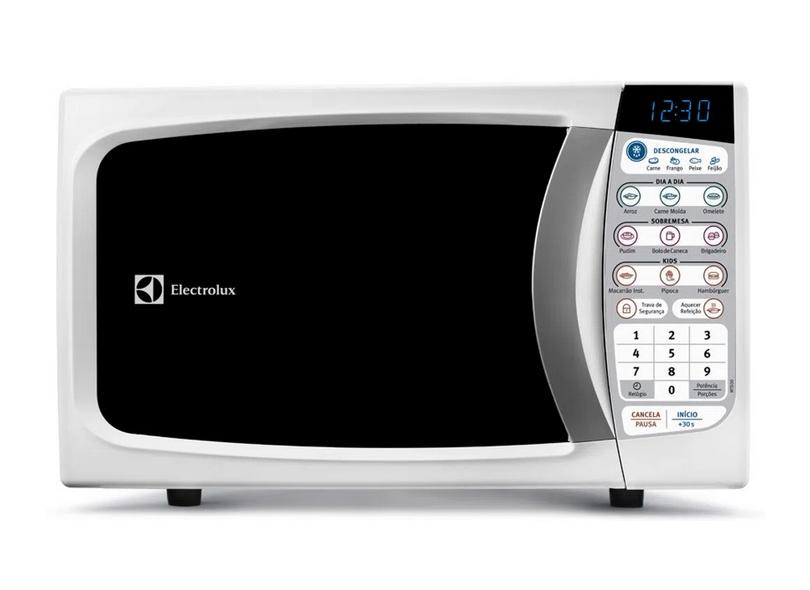 12:30
DESCONGELAR
Carne Frango Peixe Feijão
DIA A DIA
Arroz Carne Moída Omelete
SOBREMESA
Pudim Bolo de Caneca Brigadeiro
KIDS
Macarrão Inst. Pipoca Hambúrguer
Trava de Segurança
Aquecer Refeição
Electrolux
1 2 3
4 5 6
7 8 9
Relógio 0 Potência
Porções
CANCELA INÍCIO
PAUSA +30 s